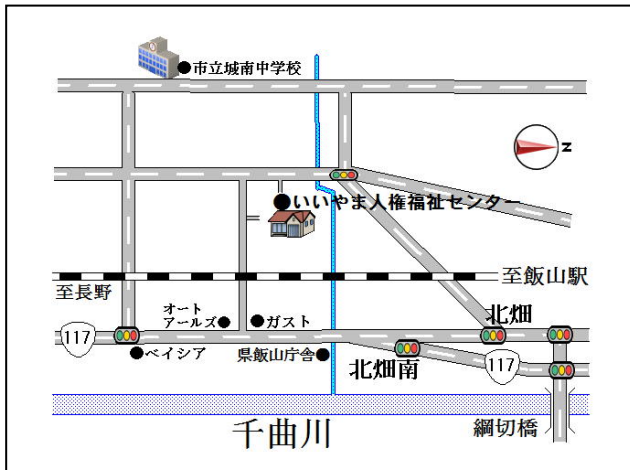 ●市立城南中学校
N
●いいやま人権福祉センター
至長野
至飯山駅
オート
アールズ●
●ガスト
北畑
117
●ベイシア
県飯山庁舎●
北畑南
117
千曲川
綱切橋